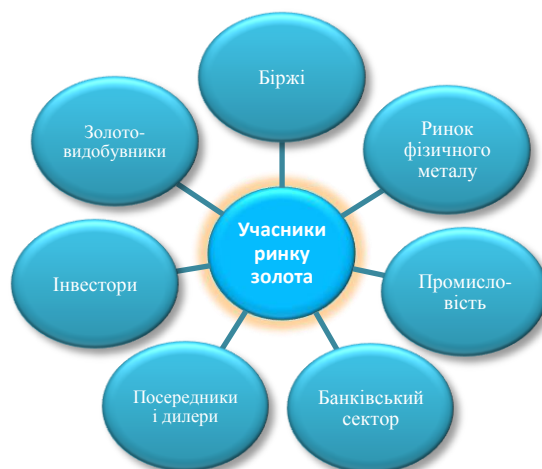 Біржі
Ринок
фізичного
металу
Промисло-
вість
Банківський
сектор
Посередники
і дилери
Інвестори
Золото-
видобувники
Учасники
ринку
золота